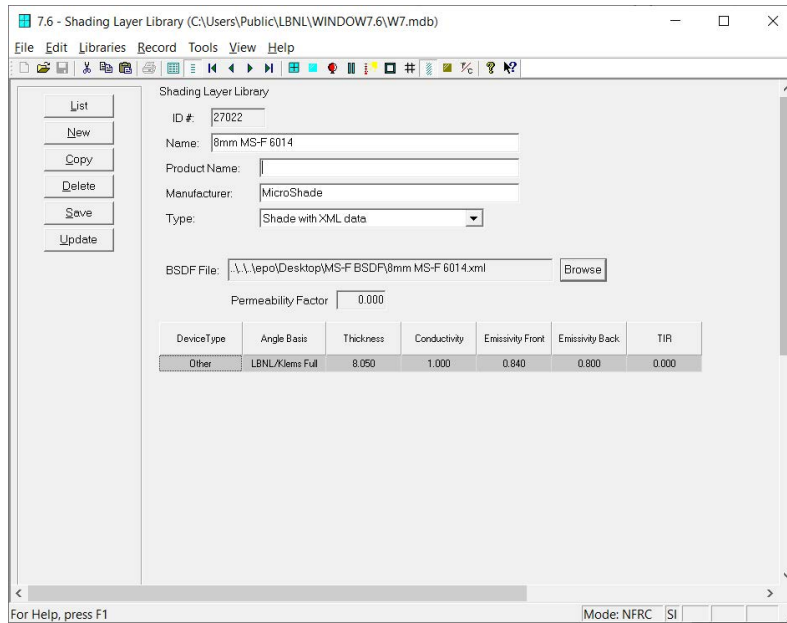 7.6 - Shading Layer Library (C:\Users\Public\LBNL\WINDOW7.6\W7.mdb)
File Edit Libraries Record Tools View Help
List
New
Copy
Delete
Save
Update
Shading Layer Library
ID #: 27022
Name: 8mm MS-F 6014
Product Name:
Manufacturer: MicroShade
Type: Shade with XML data
BSDF File: ..\..\..\epo\Desktop\MS-F BSDF\8mm MS-F 6014.xml Browse
Permeability Factor 0.000
DeviceType Angle Basis Thickness Conductivity Emissivity Front Emissivity Back TIR
Other LBNL/Klems Full 8.050 1.000 0.840 0.800 0.000
For Help, press F1 Mode: NFRC SI